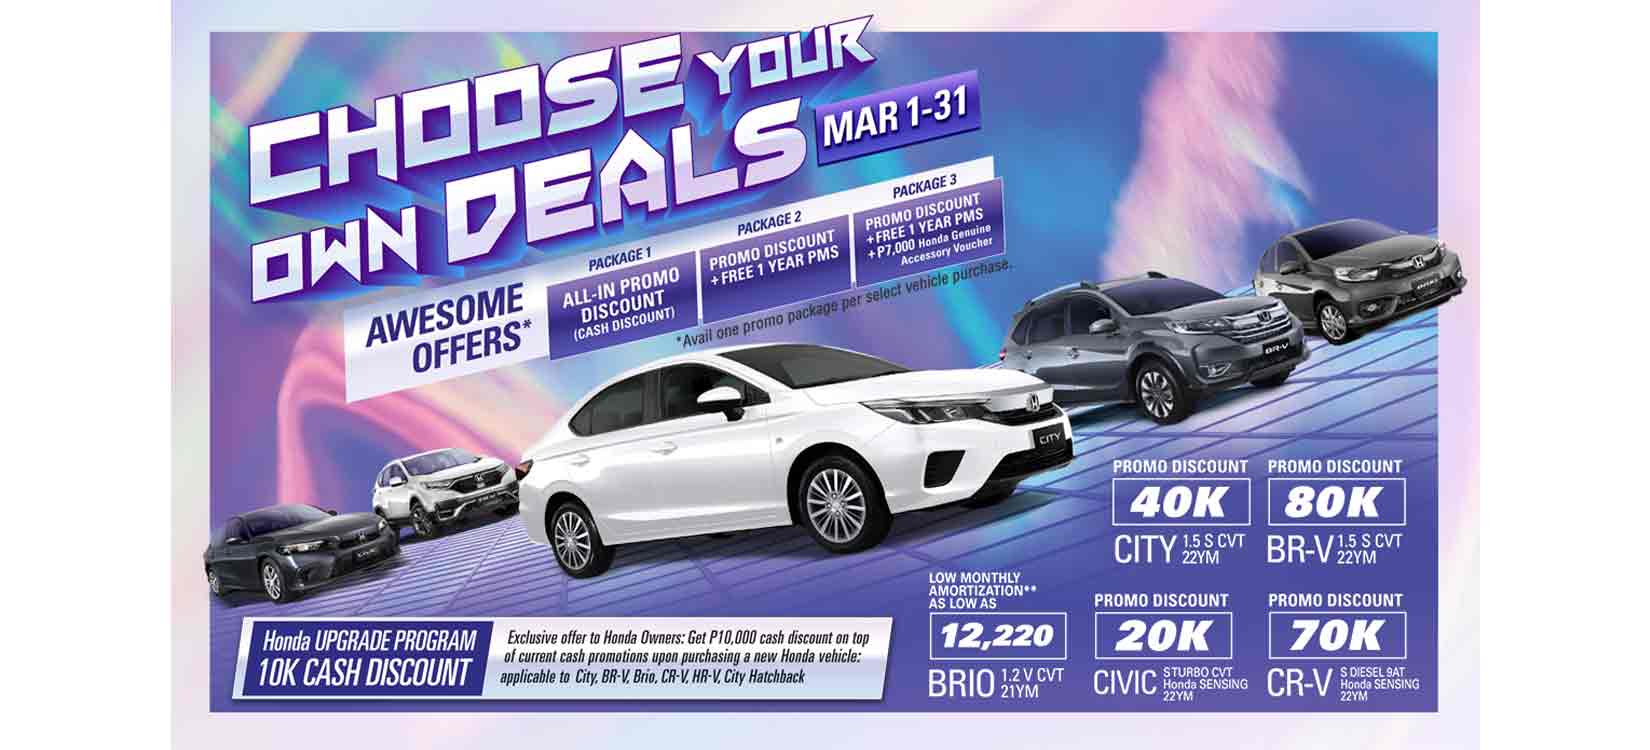 CHOOSE YOUR
OWN DEALS
MAR 1-31
AWESOME
OFFERS*
PACKAGE 1
ALL-IN PROMO
DISCOUNT
(CASH DISCOUNT)
PACKAGE 2
PROMO DISCOUNT
+FREE 1 YEAR PMS
PACKAGE 3
PROMO DISCOUNT
+FREE 1 YEAR PMS
+P7,000 Honda Genuine
Accessory Voucher
*Avail one promo package per select vehicle purchase.
BRIO
BR-V
CITY
CIVIC
PROMO DISCOUNT
40K
CITY 1.5 S CVT
22YM
PROMO DISCOUNT
80K
BR-V 1.5 S CVT
22YM
LOW MONTHLY
AMORTIZATION**
AS LOW AS
12,220
BRIO 1.2 V CVT
21YM
PROMO DISCOUNT
20K
CIVIC S TURBO CVT
Honda SENSING
22YM
PROMO DISCOUNT
70K
CR-V S DIESEL 9AT
Honda SENSING
22YM
Honda UPGRADE PROGRAM
10K CASH DISCOUNT
Exclusive offer to Honda Owners: Get P10,000 cash discount on top
of current cash promotions upon purchasing a new Honda vehicle:
applicable to City, BR-V, Brio, CR-V, HR-V, City Hatchback